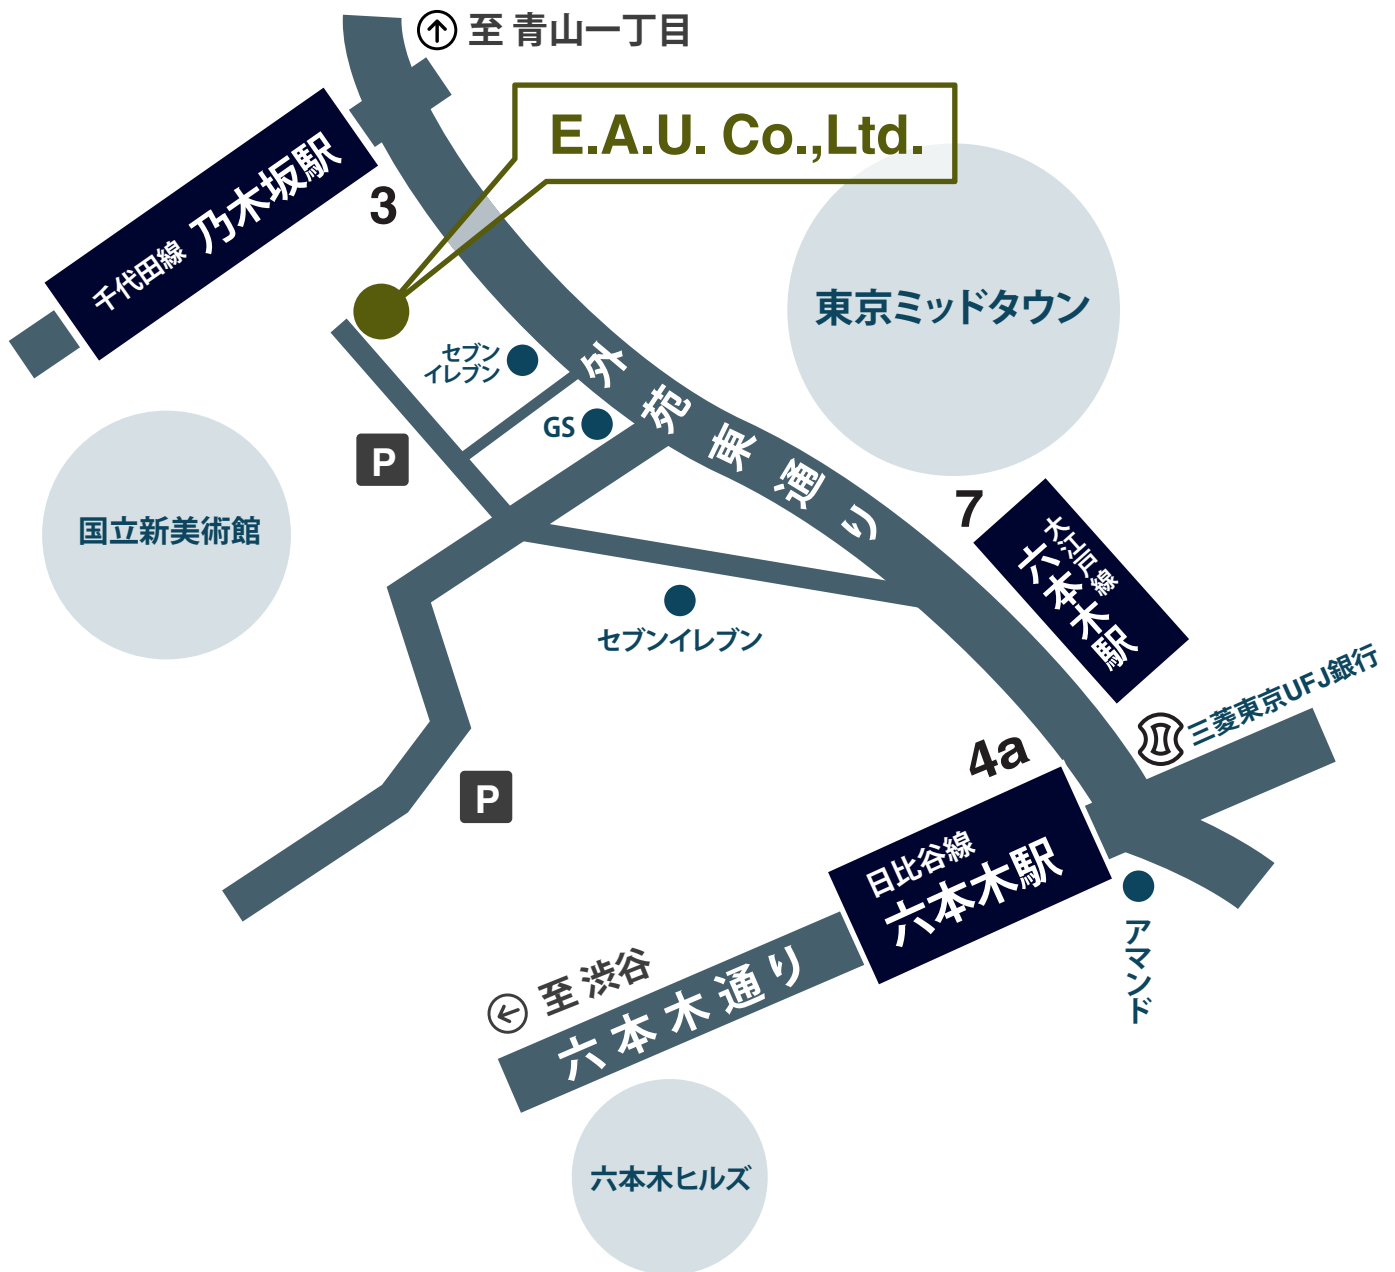 至 青山一丁目
E.A.U. Co.,Ltd.
千代田線 乃木坂駅
3
東京ミッドタウン
セブン
イレブン
GS
外苑東通り
P
国立新美術館
7
大江戸線
六本木駅
セブンイレブン
三菱東京UFJ銀行
4a
P
日比谷線
六本木駅
アマンド
至 渋谷
六本木通り
六本木ヒルズ